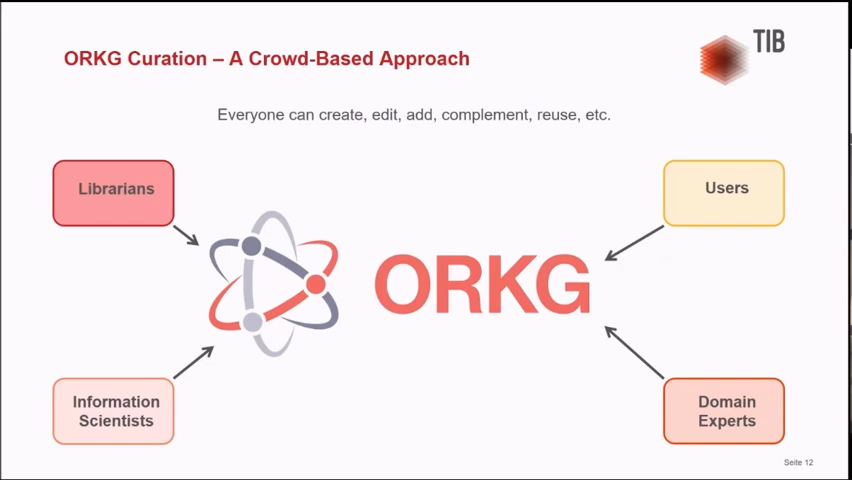 ORKG Curation – A Crowd-Based Approach
TIB
Everyone can create, edit, add, complement, reuse, etc.
Librarians
Users
ORKG
Information
Scientists
Domain
Experts
Seite 12